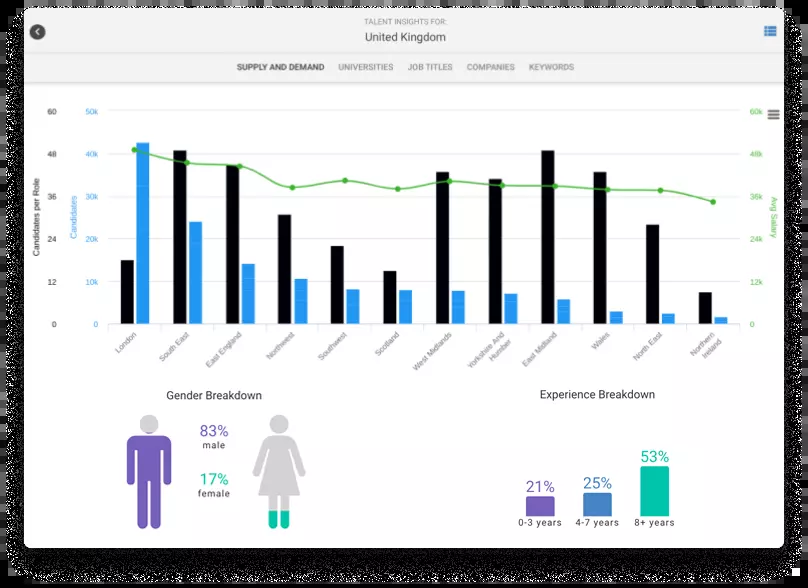 TALENT INSIGHTS FOR:
United Kingdom
SUPPLY AND DEMAND UNIVERSITIES JOB TITLES COMPANIES KEYWORDS
60 50k 60k
48 40k 48k
36 30k 36k
24 20k 24k
12 10k 12k
0 0 0
Candidates per Role
Candidates
Avg Salary
London
South East
East England
Northwest
Southwest
Scotland
West Midlands
Yorkshire And
Humber
East Midland
Wales
North East
Northern
Ireland
Gender Breakdown
83%
male
17%
female
Experience Breakdown
21% 25% 53%
0-3 years 4-7 years 8+ years